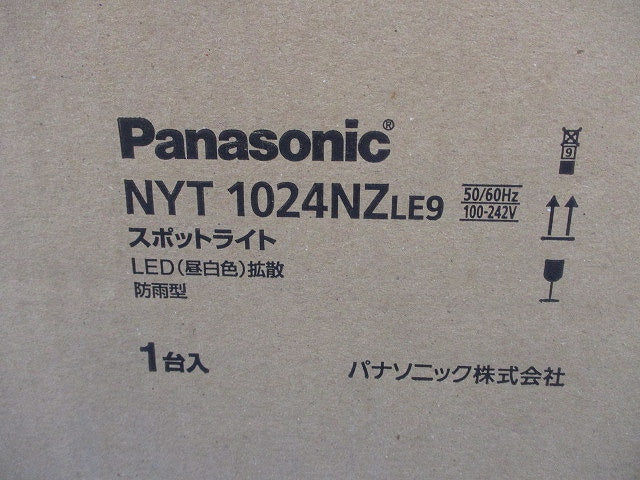 Panasonic®
NYT 1024NZLE9
50/60Hz
100-242V
スポットライト
LED(昼白色)拡散
防雨型
1台入
パナソニック株式会社
9